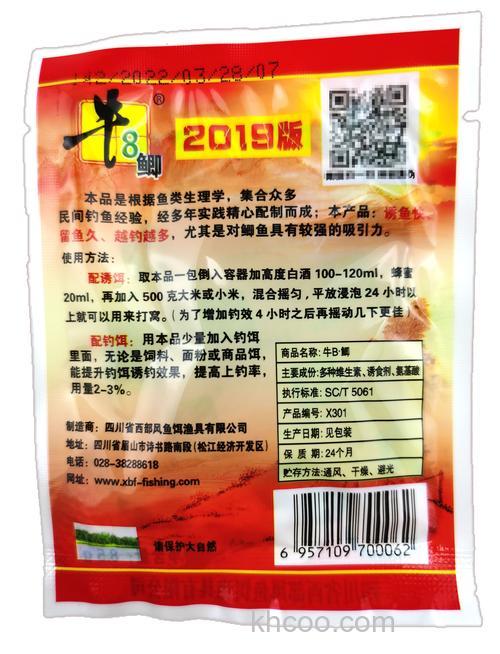 2022/03/28/07
牛8鲫®
2019版
本品是根据鱼类生理学，集合众多
民间钓鱼经验，经多年实践精心配制而成；本产品：诱鱼快、
留鱼久、越钓越多，尤其是对鲫鱼具有较强的吸引力。
使用方法：
配诱饵：取本品一包倒入容器加高度白酒100-120ml，蜂蜜
20ml，再加入500克大米或小米，混合摇匀，平放浸泡24小时以
上就可以用来打窝。（为了增加钓效4小时之后再摇动几下更佳）
配钓饵：用本品少量加入钓饵
里面，无论是饲料、面粉或商品饵，
能提升钓饵诱钓效果，提高上钓率，
用量2-3%。
商品名称：牛B·鲫
主要成份：多种维生素、诱食剂、氨基酸
执行标准：SC/T 5061
产品编号：X301
生产日期：见包装
保 质 期：24个月
贮存方法：通风、干燥、避光
制造商：四川省西部风鱼饵渔具有限公司
地址：四川省眉山市诗书路南段（松江经济开发区）
电话：028-38288618
网址：www.xbf-fishing.com
请保护大自然
6 957109 700062
khcoo.com